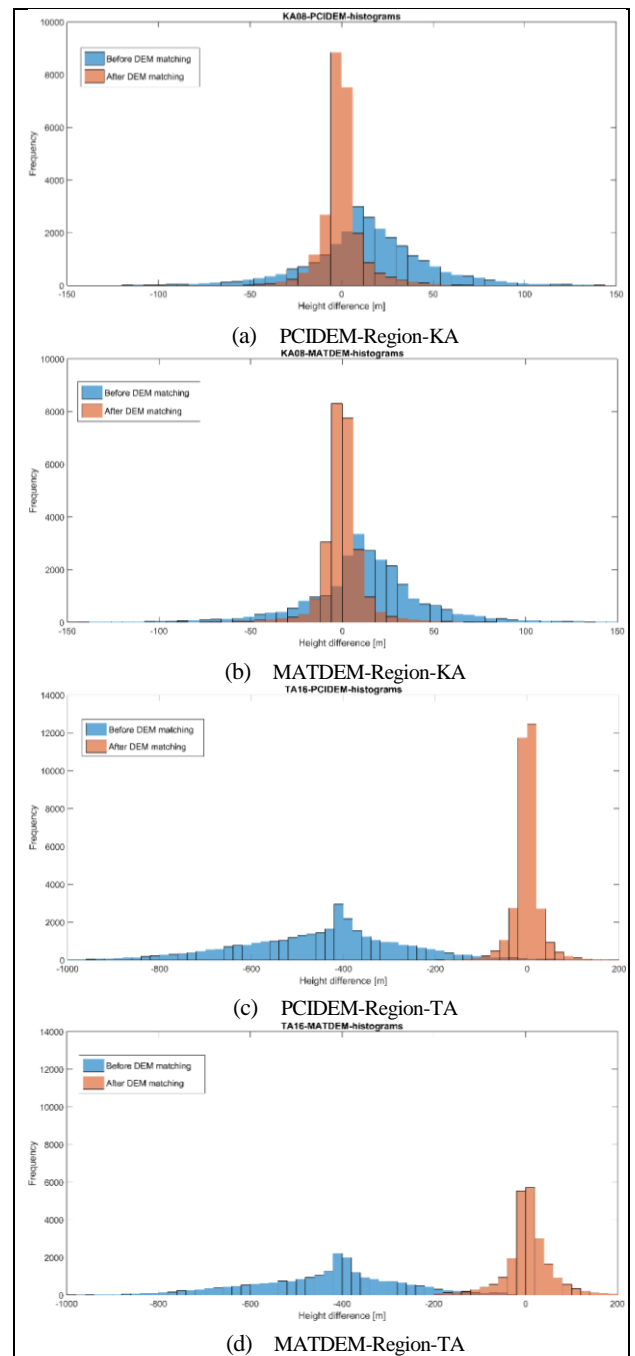 KA08-PCIDEM-histograms
10000
8000
6000
4000
2000
0
Frequency
Before DEM matching
After DEM matching
-150 -100 -50 0 50 100 150
Height difference [m]
(a) PCIDEM-Region-KA
KA08-MATDEM-histograms
10000
8000
6000
4000
2000
0
Frequency
Before DEM matching
After DEM matching
-150 -100 -50 0 50 100 150
Height difference [m]
(b) MATDEM-Region-KA
TA16-PCIDEM-histograms
14000
12000
10000
8000
6000
4000
2000
0
Frequency
Before DEM matching
After DEM matching
-1000 -800 -600 -400 -200 0 200
Height difference [m]
(c) PCIDEM-Region-TA
TA16-MATDEM-histograms
14000
12000
10000
8000
6000
4000
2000
0
Frequency
Before DEM matching
After DEM matching
-1000 -800 -600 -400 -200 0 200
Height difference [m]
(d) MATDEM-Region-TA